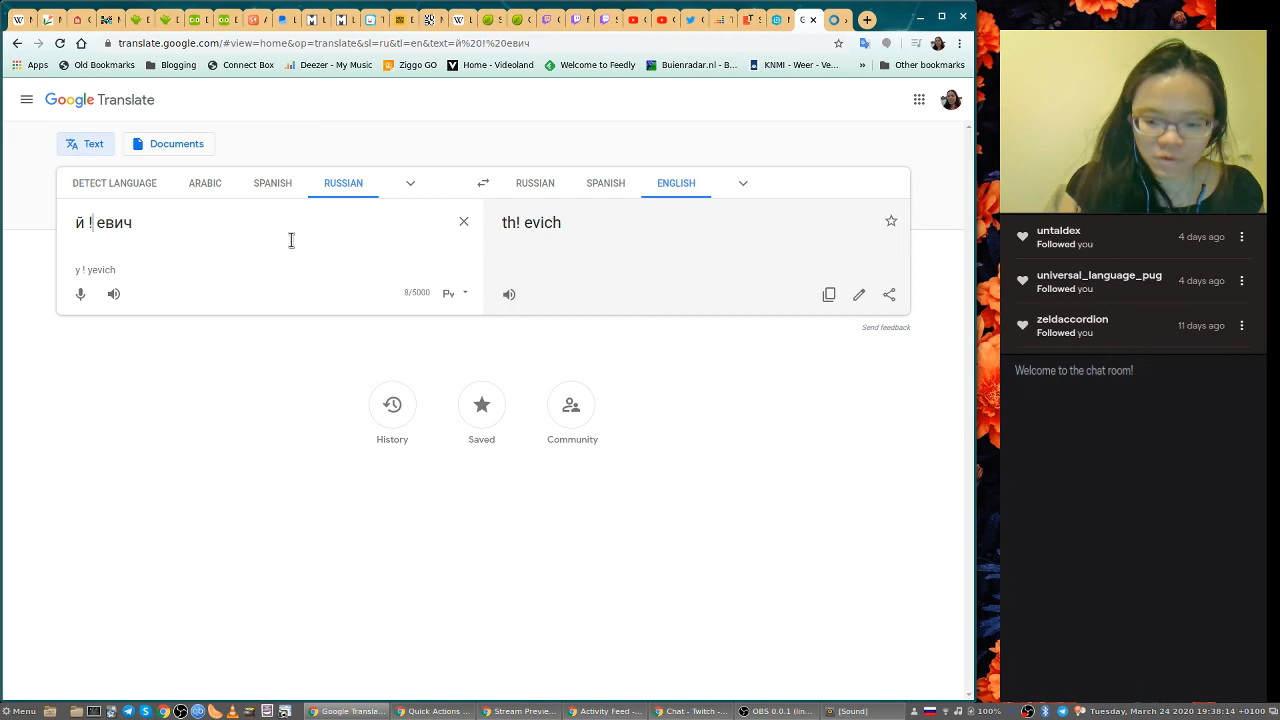 translate.google.com/#view=home&op=translate&sl=ru&tl=en&text=й%20!%20евич
Apps
Old Bookmarks
Blogging
Connect Box
Deezer - My Music
Ziggo GO
Home - Videoland
Welcome to Feedly
Buienradar.nl - B...
KNMI - Weer - Ve...
»
Other bookmarks
Google Translate
Text
Documents
DETECT LANGUAGE
ARABIC
SPANISH
RUSSIAN
RUSSIAN
SPANISH
ENGLISH
й ! евич
th! evich
y ! yevich
8/5000
Send feedback
History
Saved
Community
untaldex
Followed you
4 days ago
universal_language_pug
Followed you
4 days ago
zeldaccordion
Followed you
11 days ago
Welcome to the chat room!
Menu
Google Transla...
Quick Actions ...
Stream Previe...
Activity Feed -...
Chat - Twitch -...
OBS 0.0.1 (lin...
[Sound]
100%
Tuesday, March 24 2020 19:38:14 +0100